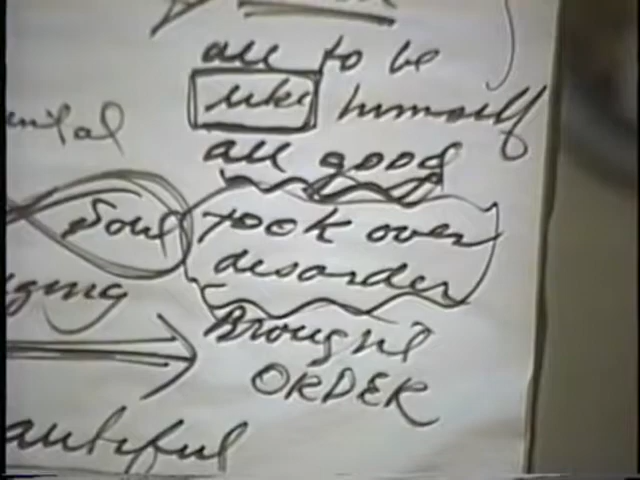 all to be
like himself
all good
Soul
took over
disorder
Brought
ORDER